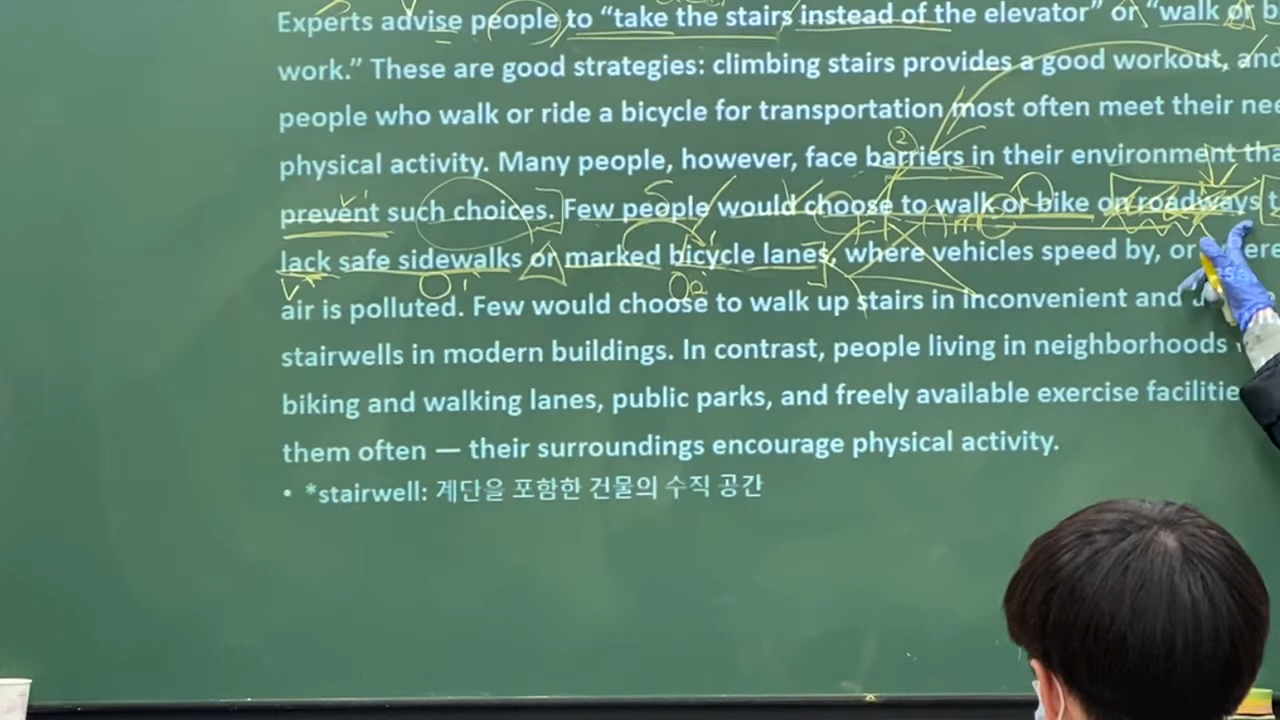 Experts advise people to “take the stairs instead of the elevator” or “walk or b
work.” These are good strategies: climbing stairs provides a good workout, and
people who walk or ride a bicycle for transportation most often meet their nee
physical activity. Many people, however, face barriers in their environment tha
prevent such choices. Few people would choose to walk or bike on roadways t
lack safe sidewalks or marked bicycle lanes, where vehicles speed by, or
air is polluted. Few would choose to walk up stairs in inconvenient and
stairwells in modern buildings. In contrast, people living in neighborhoods
biking and walking lanes, public parks, and freely available exercise facilitie
them often — their surroundings encourage physical activity.
• *stairwell: 계단을 포함한 건물의 수직 공간